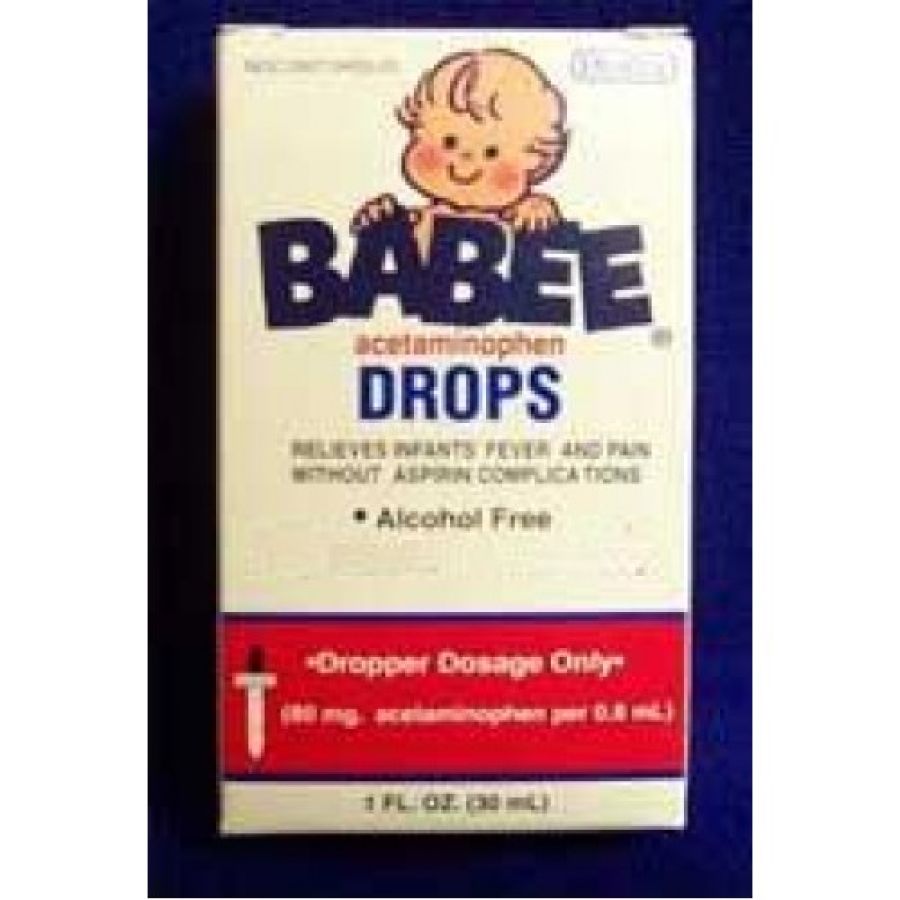 BABEE
®
acetaminophen
DROPS
RELIEVES INFANTS' FEVER AND PAIN
WITHOUT ASPIRIN COMPLICATIONS
• Alcohol Free
•Dropper Dosage Only•
(80 mg. acetaminophen per 0.8 mL)
1 FL. OZ. (30 mL)